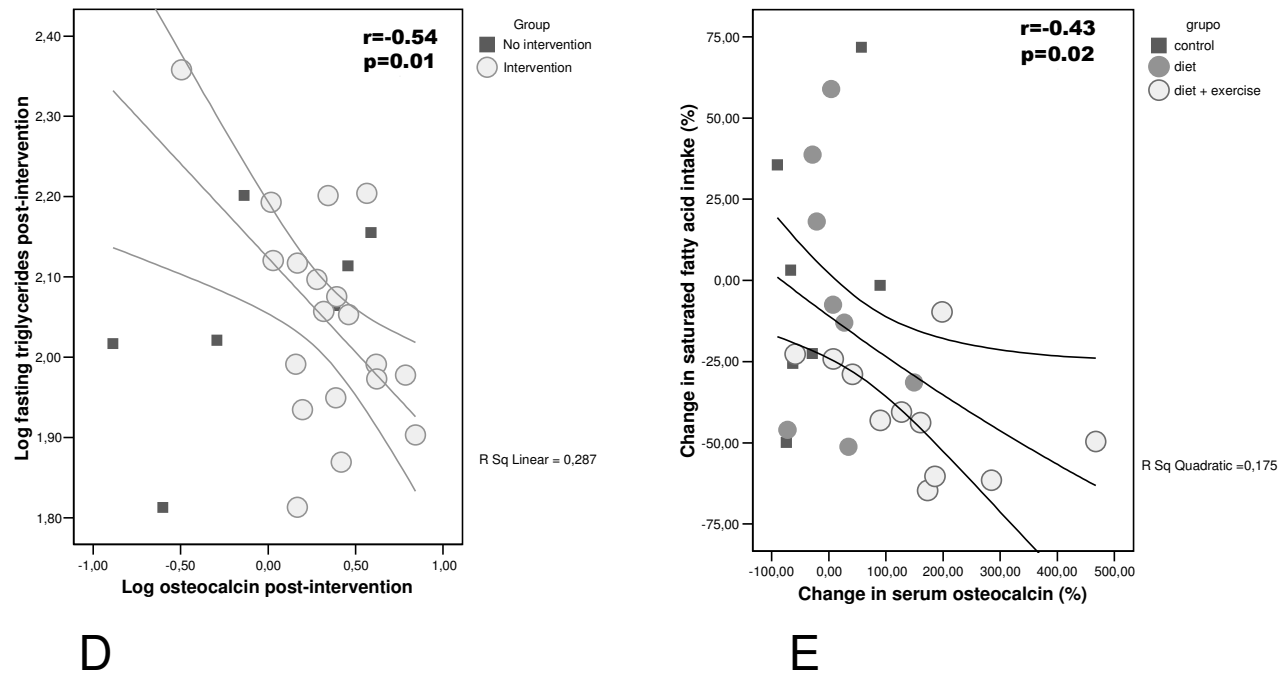 r=-0.54
p=0.01
Group
No intervention
Intervention
2,40
2,30
2,20
2,10
2,00
1,90
1,80
Log fasting triglycerides post-intervention
-1,00
-0,50
0,00
0,50
1,00
Log osteocalcin post-intervention
R Sq Linear = 0,287
D
r=-0.43
p=0.02
grupo
control
diet
diet + exercise
75,00
50,00
25,00
0,00
-25,00
-50,00
-75,00
Change in saturated fatty acid intake (%)
-100,00
0,00
100,00
200,00
300,00
400,00
500,00
Change in serum osteocalcin (%)
R Sq Quadratic =0,175
E